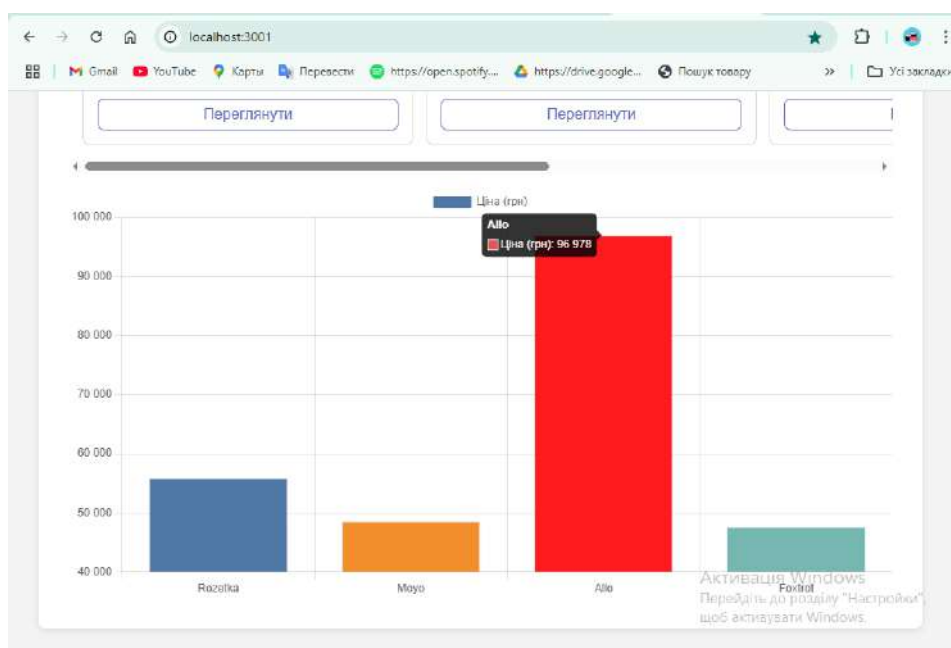 localhost:3001
Gmail YouTube Карты Перевести https://open.spotify.... https://drive.google... Пошук товару » Усі закладки
Переглянути Переглянути
Ціна (грн)
Allo
Ціна (грн): 96 978
100 000
90 000
80 000
70 000
60 000
50 000
40 000
Rozetka Moyo Allo Foxtrot
Активація Windows
Перейдіть до розділу "Настройки",
щоб активувати Windows.